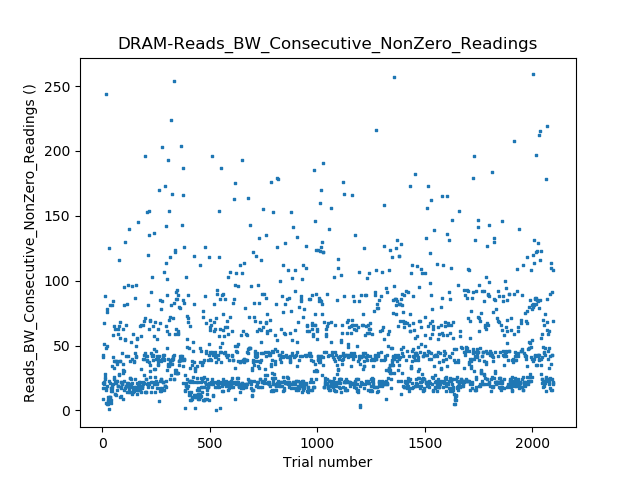 DRAM-Reads_BW_Consecutive_NonZero_Readings
Reads_BW_Consecutive_NonZero_Readings ()
250
200
150
100
50
0
0 500 1000 1500 2000
Trial number